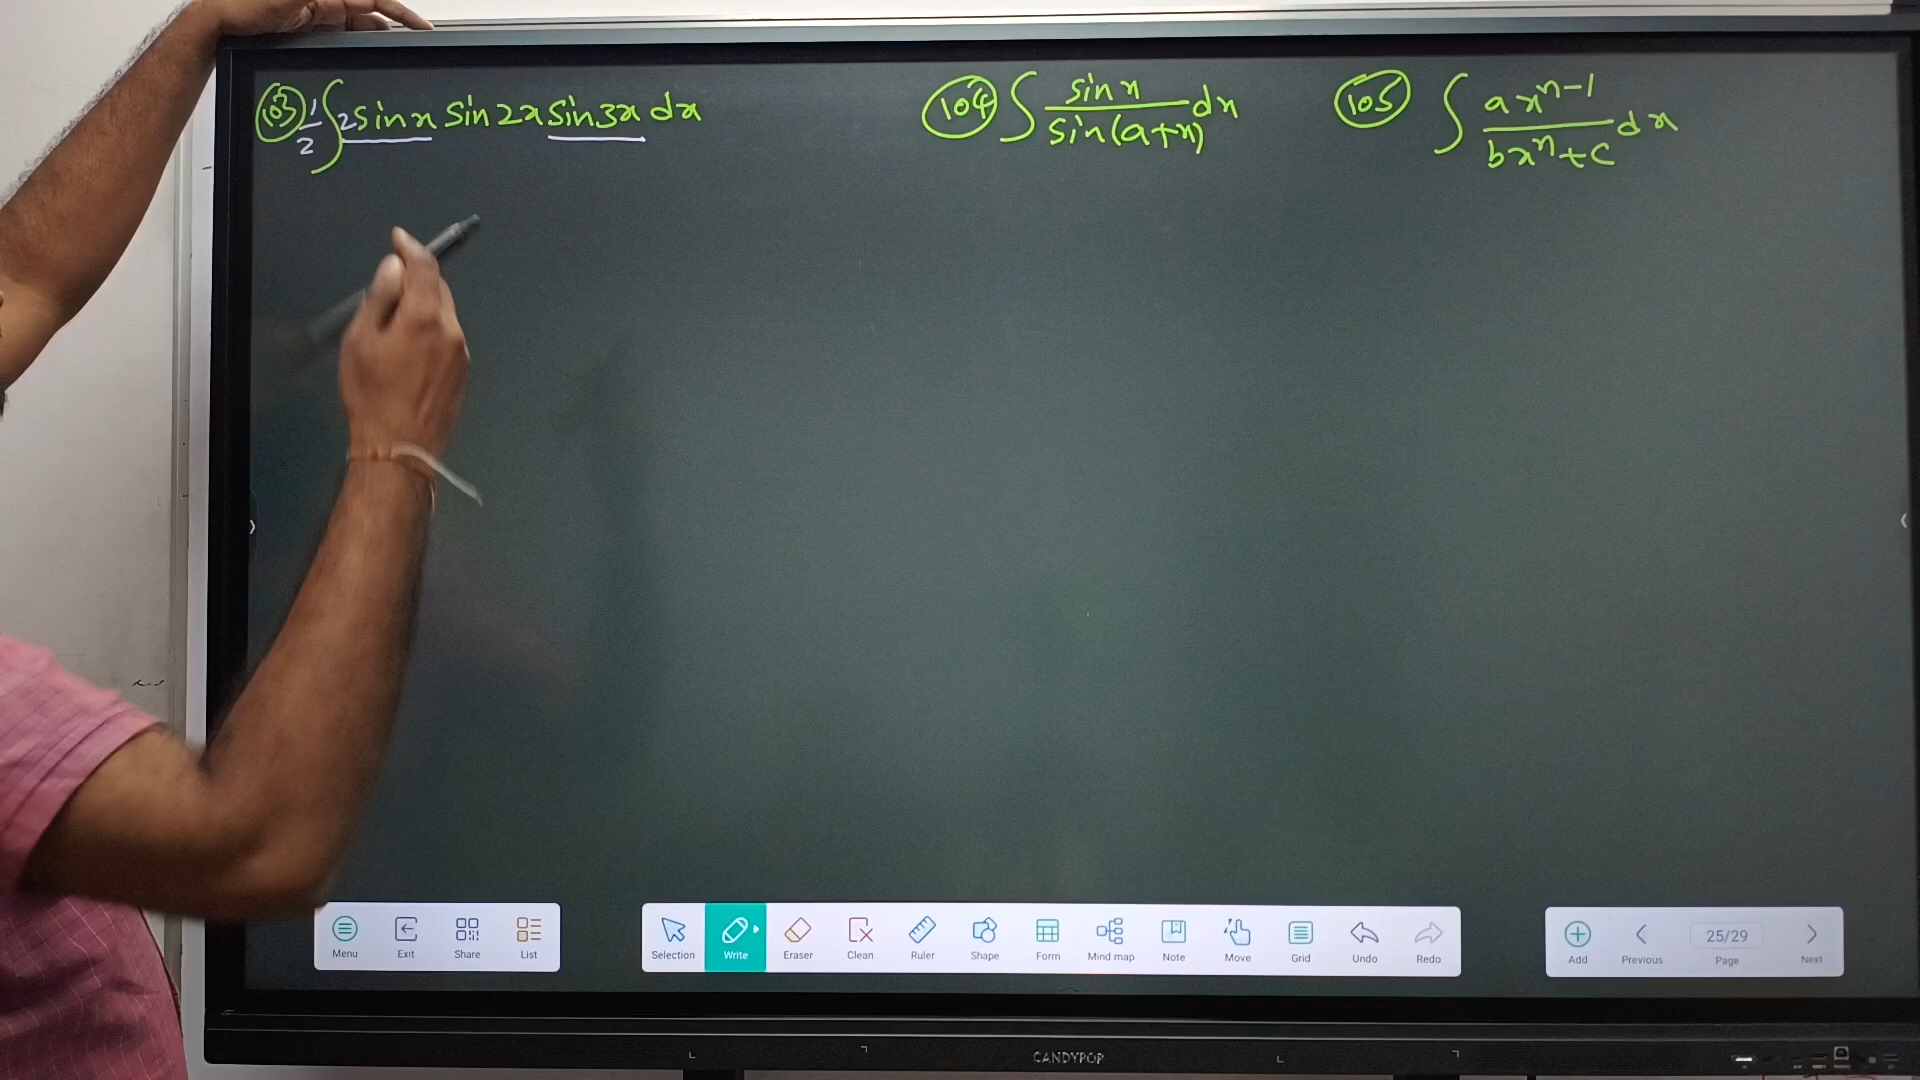 103 1/2 ∫ 2 sin x sin 2x sin 3x dx
104 ∫ sin x / sin(a+x) dx
105 ∫ ax^(n-1) / bx^n + c dx
Menu Exit Share List
Selection Write Eraser Clean Ruler Shape Form Mind map Note Move Grid Undo Redo
Add Previous 25/29 Page Next
CANDYPOP